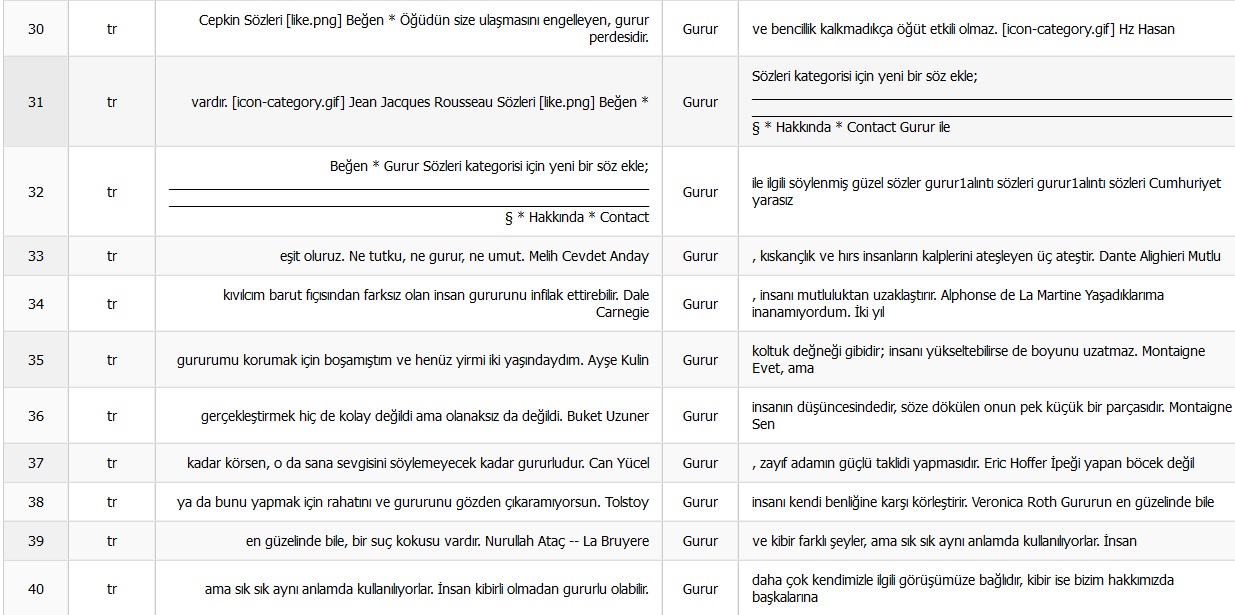 30 tr Cepkin Sözleri [like.png] Beğen * Öğüdün size ulaşmasını engelleyen, gurur
perdesidir. Gurur ve bencillik kalkmadıkça öğüt etkili olmaz. [icon-category.gif] Hz Hasan
31 tr vardır. [icon-category.gif] Jean Jacques Rousseau Sözleri [like.png] Beğen * Gurur Sözleri kategorisi için yeni bir söz ekle;
§ * Hakkında * Contact Gurur ile
32 tr Beğen * Gurur Sözleri kategorisi için yeni bir söz ekle;
§ * Hakkında * Contact Gurur ile ilgili söylenmiş güzel sözler gurur1alıntı sözleri gurur1alıntı sözleri Cumhuriyet
yarasız
33 tr eşit oluruz. Ne tutku, ne gurur, ne umut. Melih Cevdet Anday Gurur , kıskançlık ve hırs insanların kalplerini ateşleyen üç ateştir. Dante Alighieri Mutlu
34 tr kıvılcım barut fıçısından farksız olan insan gururunu infilak ettirebilir. Dale
Carnegie Gurur , insanı mutluluktan uzaklaştırır. Alphonse de La Martine Yaşadıklarıma
inanamıyordum. İki yıl
35 tr gururumu korumak için boşamıştım ve henüz yirmi iki yaşındaydım. Ayşe Kulin Gurur koltuk değneği gibidir; insanı yükseltebilirse de boyunu uzatmaz. Montaigne
Evet, ama
36 tr gerçekleştirmek hiç de kolay değildi ama olanaksız da değildi. Buket Uzuner Gurur insanın düşüncesindedir, söze dökülen onun pek küçük bir parçasıdır. Montaigne
Sen
37 tr kadar körsen, o da sana sevgisini söylemeyecek kadar gururludur. Can Yücel Gurur , zayıf adamın güçlü taklidi yapmasıdır. Eric Hoffer İpeği yapan böcek değil
38 tr ya da bunu yapmak için rahatını ve gururunu gözden çıkaramıyorsun. Tolstoy Gurur insanı kendi benliğine karşı körleştirir. Veronica Roth Gururun en güzelinde bile
39 tr en güzelinde bile, bir suç kokusu vardır. Nurullah Ataç -- La Bruyere Gurur ve kibir farklı şeyler, ama sık sık aynı anlamda kullanılıyorlar. İnsan
40 tr ama sık sık aynı anlamda kullanılıyorlar. İnsan kibirli olmadan gururlu olabilir. Gurur daha çok kendimizle ilgili görüşümüze bağlıdır, kibir ise bizim hakkımızda
başkalarına